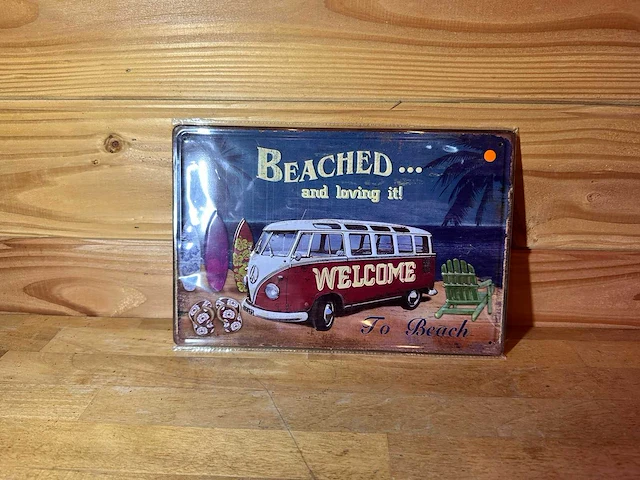 BEACHED...
and loving it!
WELCOME
To Beach